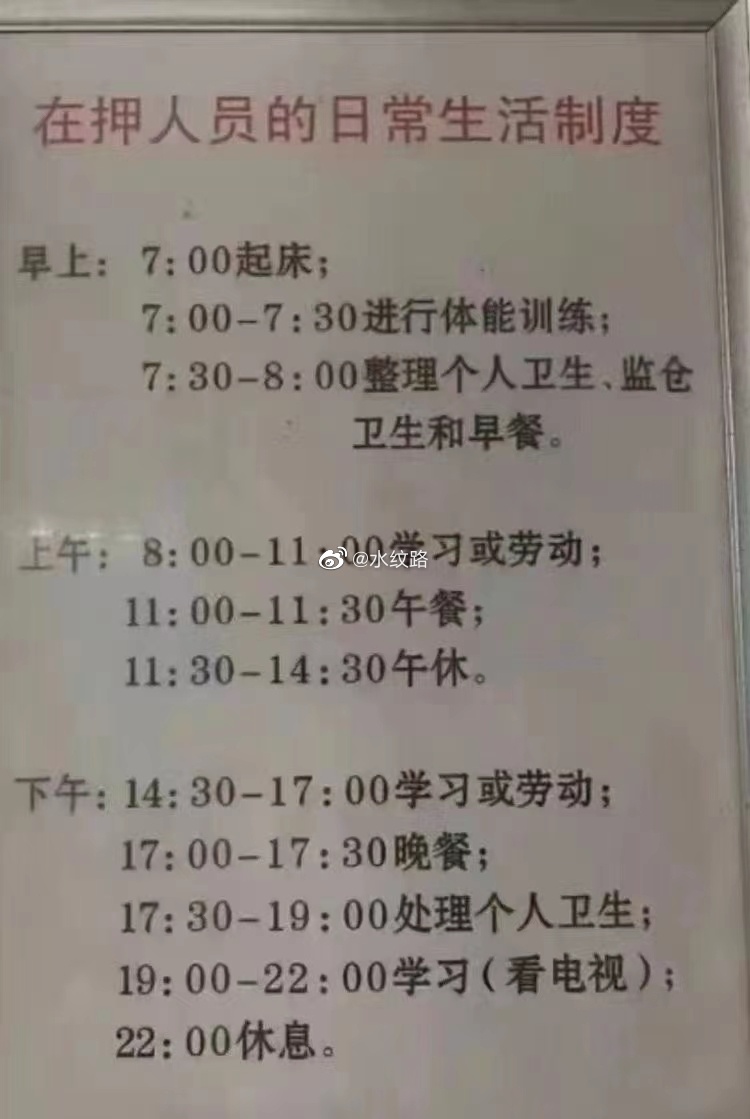 在押人员的日常生活制度
早上：7：00起床；
7：00-7：30进行体能训练；
7：30-8：00整理个人卫生、监仓
卫生和早餐。
上午：8：00-11：00学习或劳动；
@水纹路
11：00-11：30午餐；
11：30-14：30午休。
下午：14：30-17：00学习或劳动；
17：00-17：30晚餐；
17：30-19：00处理个人卫生；
19：00-22：00学习（看电视）；
22：00休息。